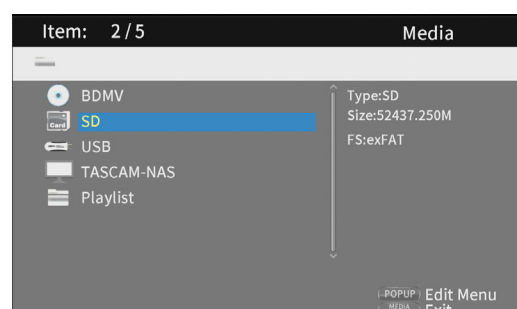 Item: 2/5
Media
BDMV
Card
SD
USB
TASCAM-NAS
Playlist
Type:SD
Size:52437.250M
FS:exFAT
POPUP Edit Menu
MEDIA Exit